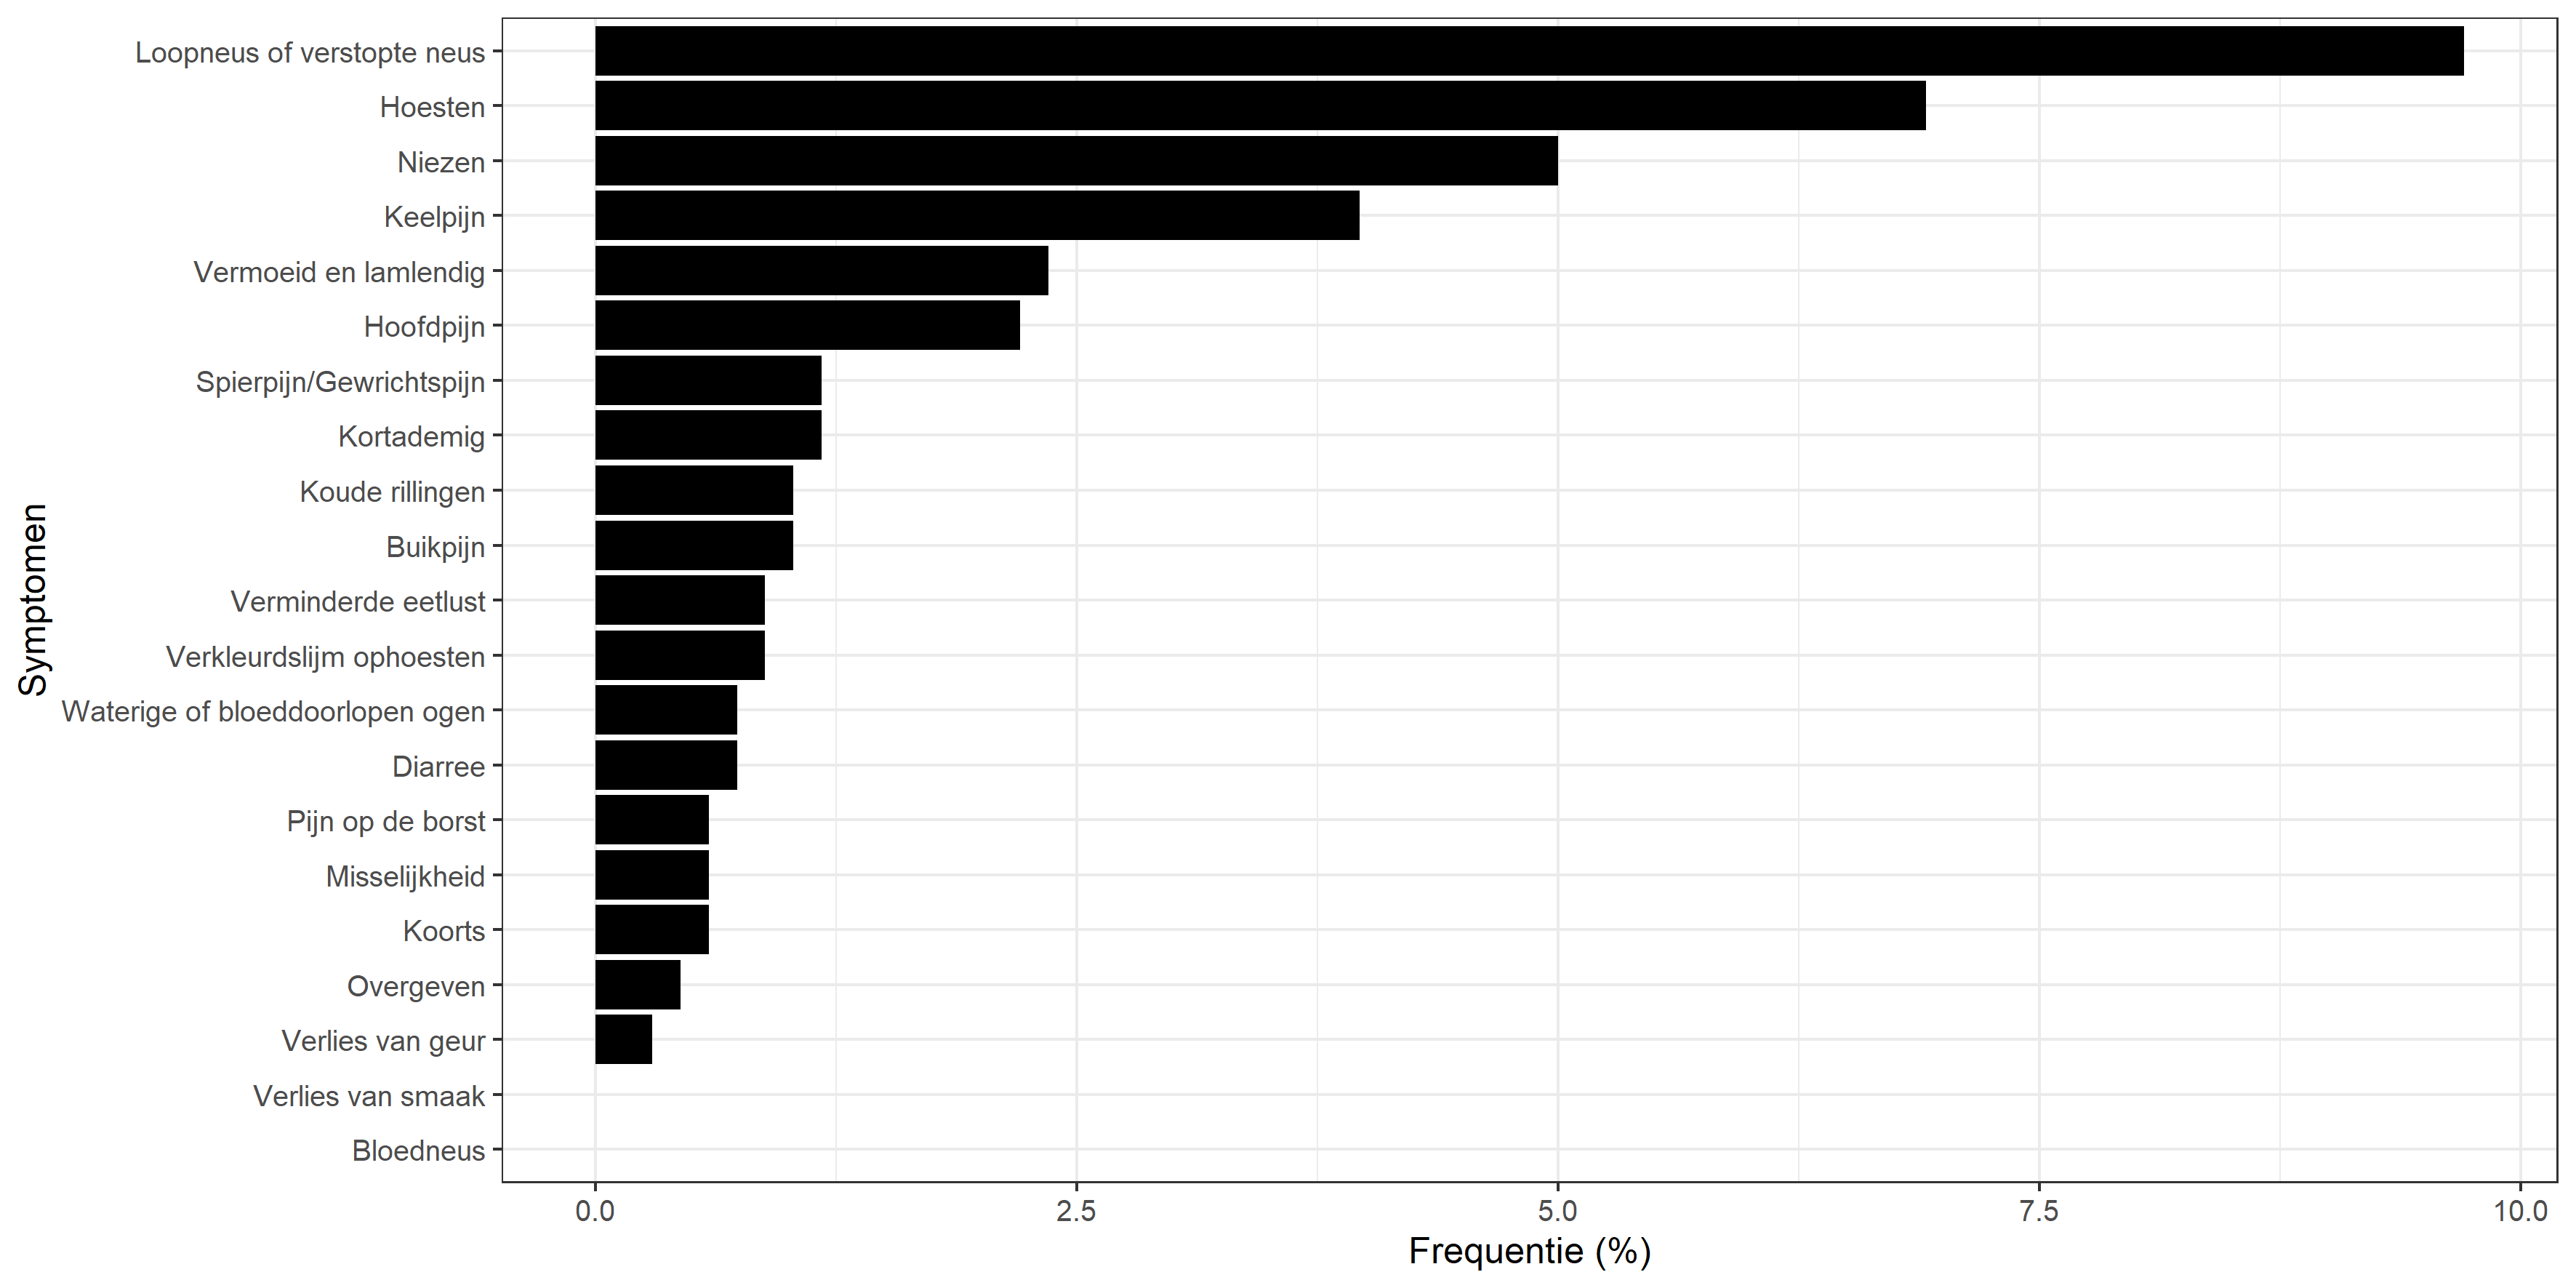 Loopneus of verstopte neus
Hoesten
Niezen
Keelpijn
Vermoeid en lamlendig
Hoofdpijn
Spierpijn/Gewrichtspijn
Kortademig
Koude rillingen
Buikpijn
Verminderde eetlust
Verkleurdslijm ophoesten
Waterige of bloeddoorlopen ogen
Diarree
Pijn op de borst
Misselijkheid
Koorts
Overgeven
Verlies van geur
Verlies van smaak
Bloedneus
Symptomen
0.0 2.5 5.0 7.5 10.0
Frequentie (%)